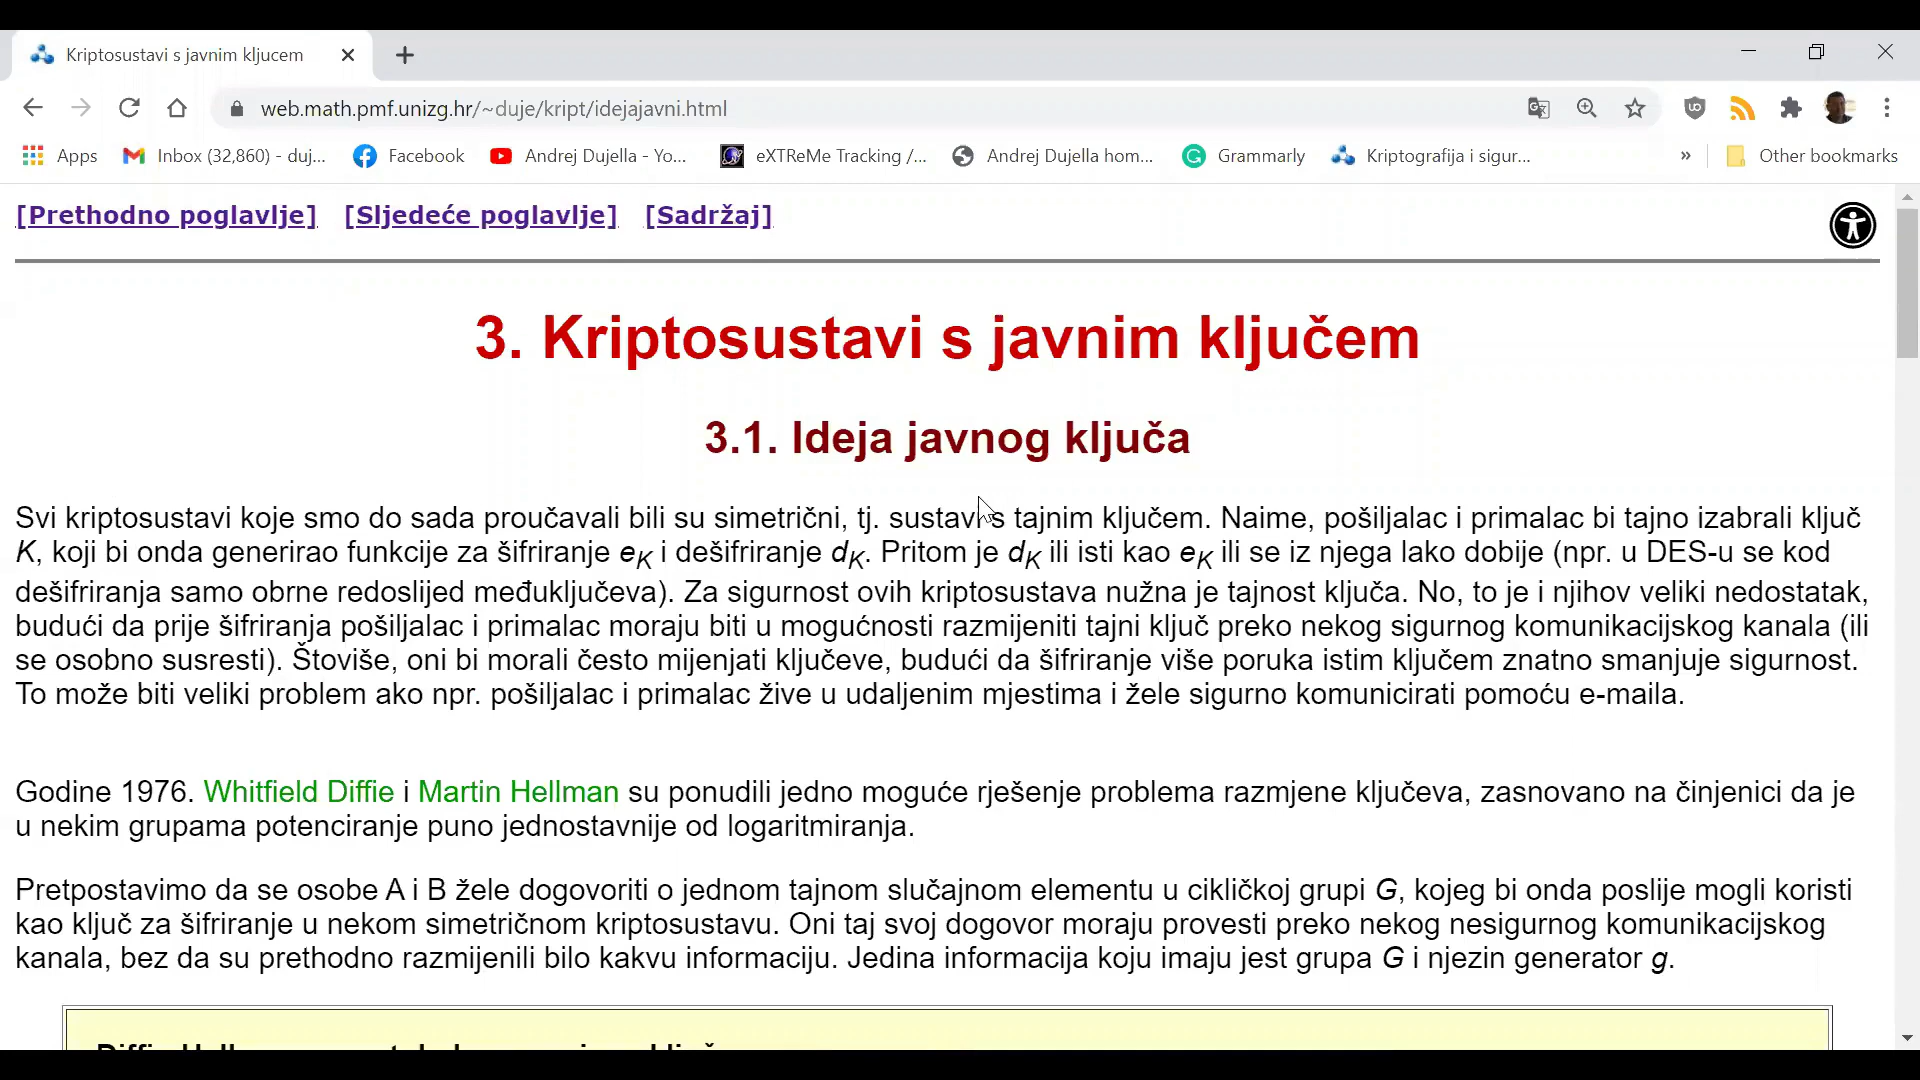 Kriptosustavi s javnim kljucem
web.math.pmf.unizg.hr/~duje/kript/idejajavni.html
Apps Inbox (32,860) - duj... Facebook Andrej Dujella - Yo... eXTReMe Tracking /... Andrej Dujella hom... Grammarly Kriptografija i sigur... » Other bookmarks
[Prethodno poglavlje] [Sljedeće poglavlje] [Sadržaj]
3. Kriptosustavi s javnim ključem
3.1. Ideja javnog ključa
Svi kriptosustavi koje smo do sada proučavali bili su simetrični, tj. sustavi s tajnim ključem. Naime, pošiljalac i primalac bi tajno izabrali ključ
K, koji bi onda generirao funkcije za šifriranje eK i dešifriranje dK. Pritom je dK ili isti kao eK ili se iz njega lako dobije (npr. u DES-u se kod
dešifriranja samo obrne redoslijed međuključeva). Za sigurnost ovih kriptosustava nužna je tajnost ključa. No, to je i njihov veliki nedostatak,
budući da prije šifriranja pošiljalac i primalac moraju biti u mogućnosti razmijeniti tajni ključ preko nekog sigurnog komunikacijskog kanala (ili
se osobno susresti). Štoviše, oni bi morali često mijenjati ključeve, budući da šifriranje više poruka istim ključem znatno smanjuje sigurnost.
To može biti veliki problem ako npr. pošiljalac i primalac žive u udaljenim mjestima i žele sigurno komunicirati pomoću e-maila.
Godine 1976. Whitfield Diffie i Martin Hellman su ponudili jedno moguće rješenje problema razmjene ključeva, zasnovano na činjenici da je
u nekim grupama potenciranje puno jednostavnije od logaritmiranja.
Pretpostavimo da se osobe A i B žele dogovoriti o jednom tajnom slučajnom elementu u cikličkoj grupi G, kojeg bi onda poslije mogli koristi
kao ključ za šifriranje u nekom simetričnom kriptosustavu. Oni taj svoj dogovor moraju provesti preko nekog nesigurnog komunikacijskog
kanala, bez da su prethodno razmijenili bilo kakvu informaciju. Jedina informacija koju imaju jest grupa G i njezin generator g.